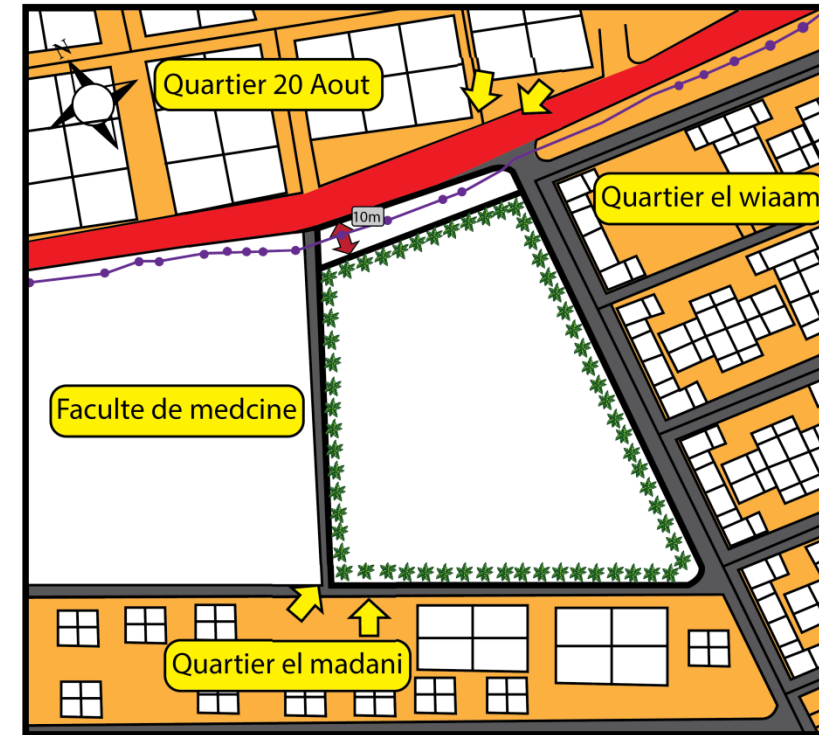 N
Quartier 20 Aout
Quartier el wiaam
10m
Faculte de medcine
Quartier el madani